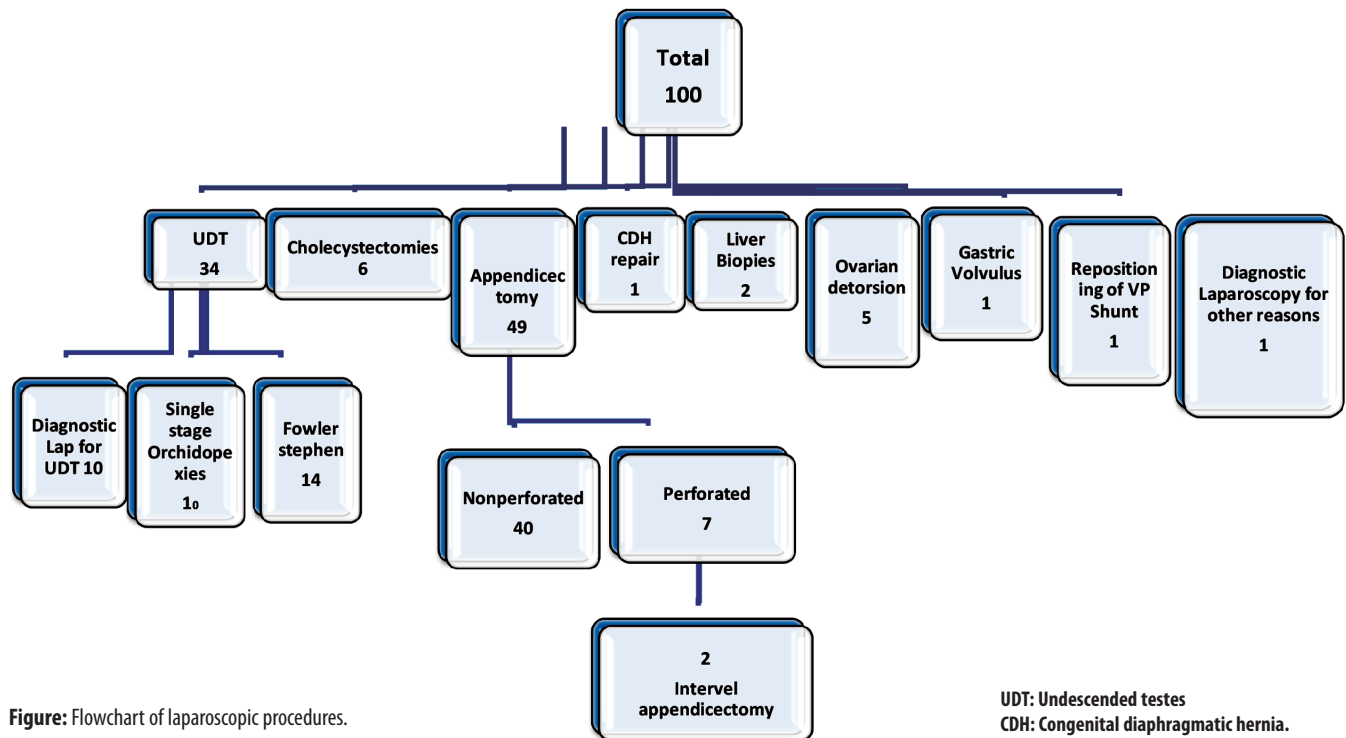 Total
100
UDT
34
Cholecystectomies
6
Appendicec
tomy
49
CDH
repair
1
Liver
Biopies
2
Ovarian
detorsion
5
Gastric
Volvulus
1
Reposition
ing of VP
Shunt
1
Diagnostic
Laparoscopy for
other reasons
1
Diagnostic
Lap for
UDT 10
Single
stage
Orchidope
xies
10
Fowler
stephen
14
Nonperforated
40
Perforated
7
2
Intervel
appendicectomy
Figure: Flowchart of laparoscopic procedures.
UDT: Undescended testes
CDH: Congenital diaphragmatic hernia.